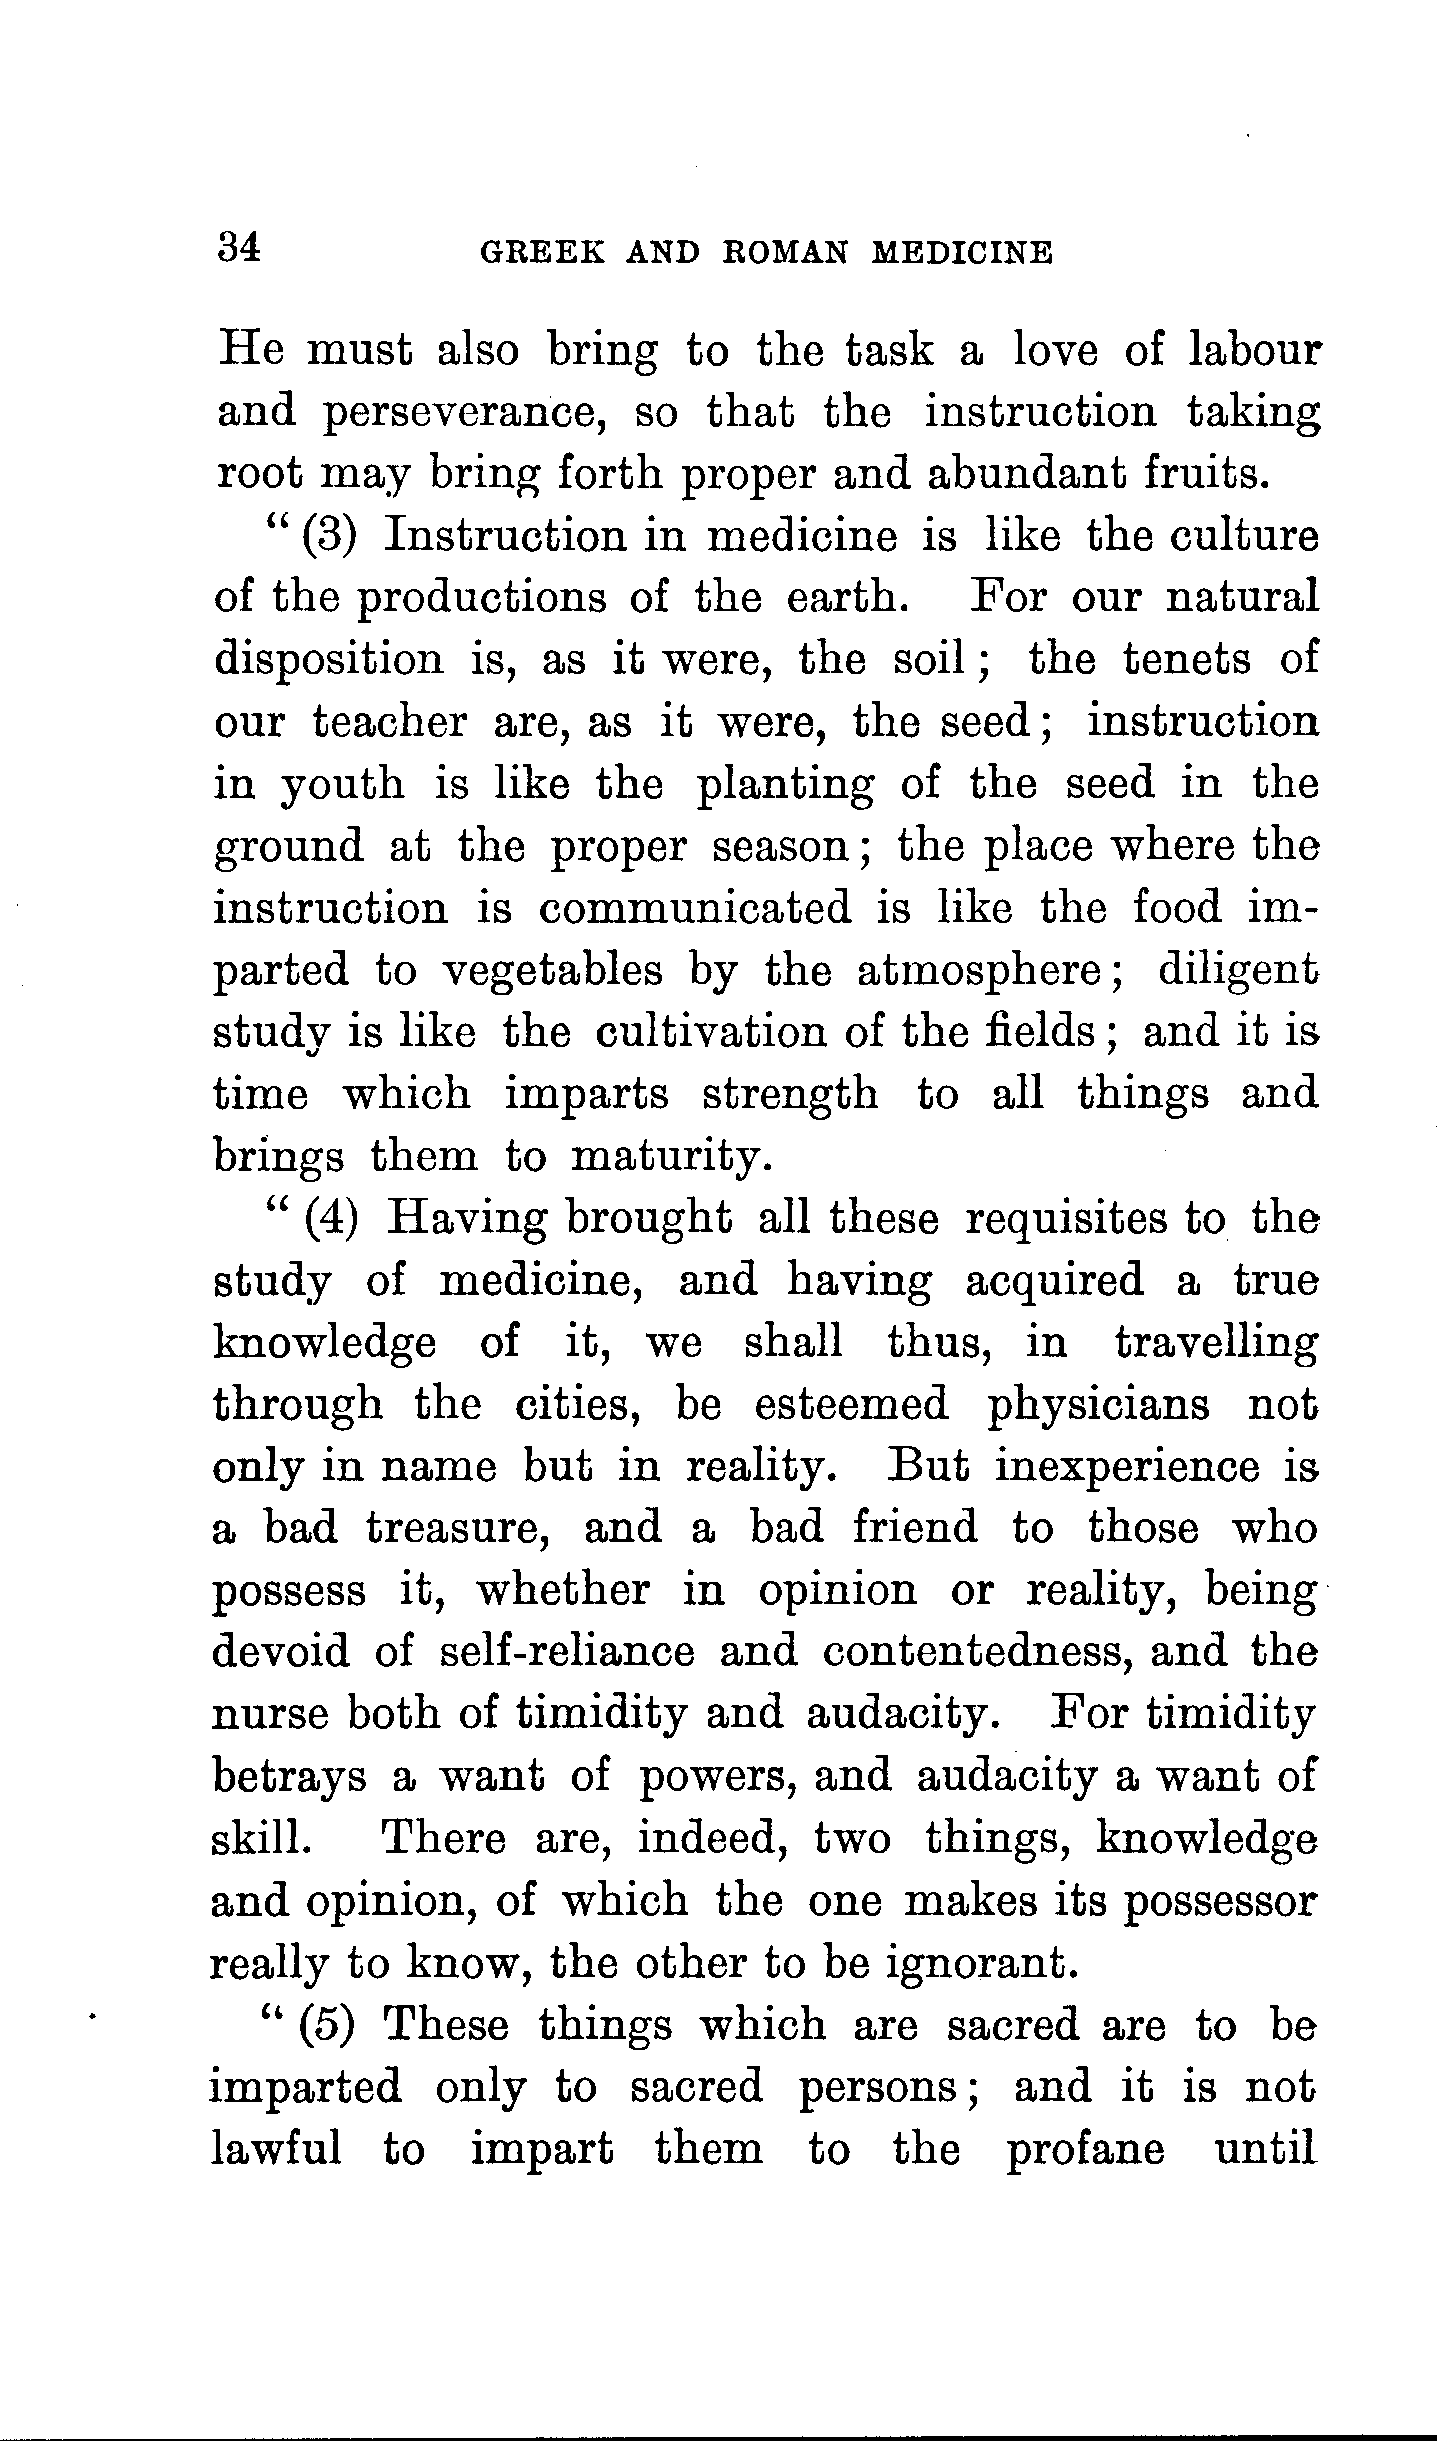 34 GREEK AND ROMAN MEDICINE
He must also bring to the task a love of labour
and perseverance, so that the instruction taking
root may bring forth proper and abundant fruits.
“ (3) Instruction in medicine is like the culture
of the productions of the earth. For our natural
disposition is, as it were, the soil ; the tenets of
our teacher are, as it were, the seed ; instruction
in youth is like the planting of the seed in the
ground at the proper season ; the place where the
instruction is communicated is like the food im-
parted to vegetables by the atmosphere ; diligent
study is like the cultivation of the fields ; and it is
time which imparts strength to all things and
brings them to maturity.
“ (4) Having brought all these requisites to the
study of medicine, and having acquired a true
knowledge of it, we shall thus, in travelling
through the cities, be esteemed physicians not
only in name but in reality. But inexperience is
a bad treasure, and a bad friend to those who
possess it, whether in opinion or reality, being
devoid of self-reliance and contentedness, and the
nurse both of timidity and audacity. For timidity
betrays a want of powers, and audacity a want of
skill. There are, indeed, two things, knowledge
and opinion, of which the one makes its possessor
really to know, the other to be ignorant.
“ (5) These things which are sacred are to be
imparted only to sacred persons ; and it is not
lawful to impart them to the profane until